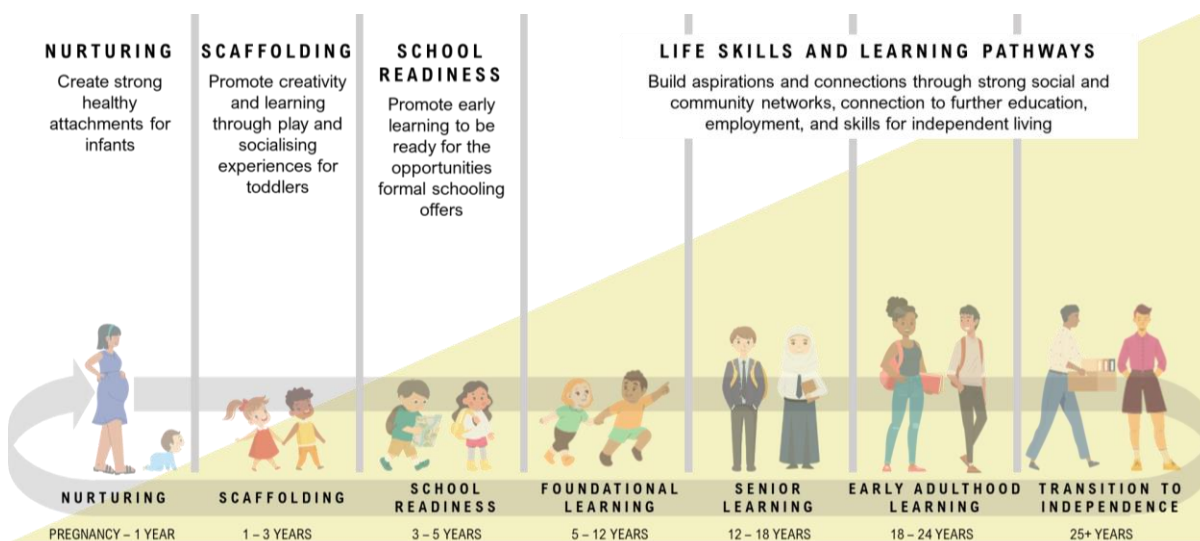 NURTURING
Create strong
healthy
attachments for
infants
SCAFFOLDING
Promote creativity
and learning
through play and
socialising
experiences for
toddlers
SCHOOL
READINESS
Promote early
learning to be
ready for the
opportunities
formal schooling
offers
LIFE SKILLS AND LEARNING PATHWAYS
Build aspirations and connections through strong social and
community networks, connection to further education,
employment, and skills for independent living
NURTURING
PREGNANCY – 1 YEAR
SCAFFOLDING
1 – 3 YEARS
SCHOOL
READINESS
3 – 5 YEARS
FOUNDATIONAL
LEARNING
5 – 12 YEARS
SENIOR
LEARNING
12 – 18 YEARS
EARLY ADULTHOOD
LEARNING
18 – 24 YEARS
TRANSITION TO
INDEPENDENCE
25+ YEARS